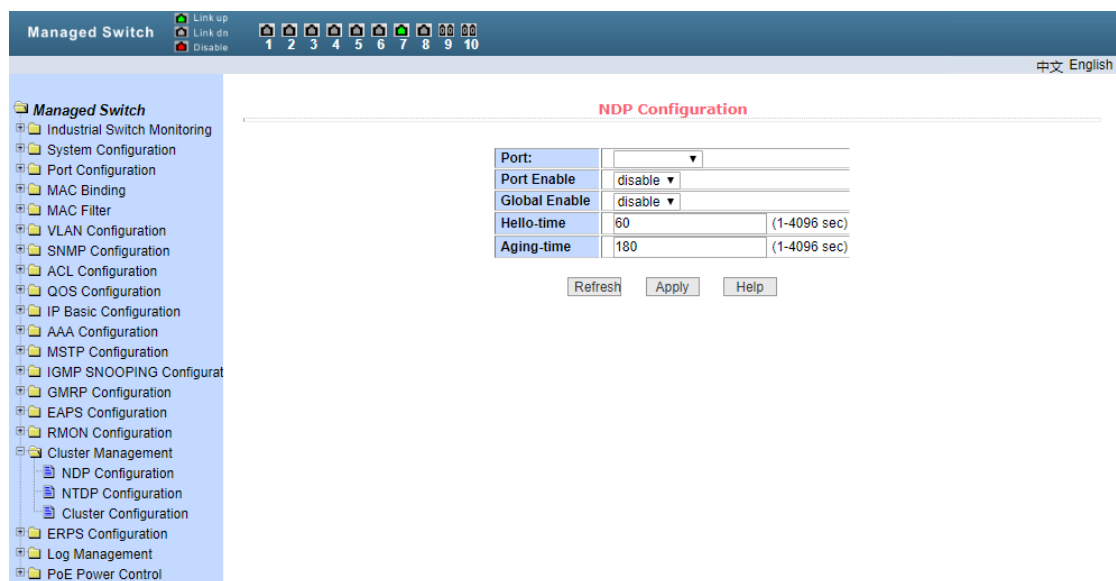 Managed Switch
Link up
Link dn
Disable
1 2 3 4 5 6 7 8 9 10
中文 English
Managed Switch
Industrial Switch Monitoring
System Configuration
Port Configuration
MAC Binding
MAC Filter
VLAN Configuration
SNMP Configuration
ACL Configuration
QOS Configuration
IP Basic Configuration
AAA Configuration
MSTP Configuration
IGMP SNOOPING Configurat
GMRP Configuration
EAPS Configuration
RMON Configuration
Cluster Management
NDP Configuration
NTDP Configuration
Cluster Configuration
ERPS Configuration
Log Management
PoE Power Control
NDP Configuration
Port:
Port Enable disable
Global Enable disable
Hello-time 60 (1-4096 sec)
Aging-time 180 (1-4096 sec)
Refresh Apply Help